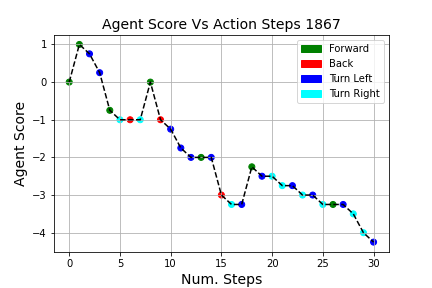 Agent Score Vs Action Steps 1867
Forward
Back
Turn Left
Turn Right
1
0
−1
−2
−3
−4
Agent Score
0 5 10 15 20 25 30
Num. Steps